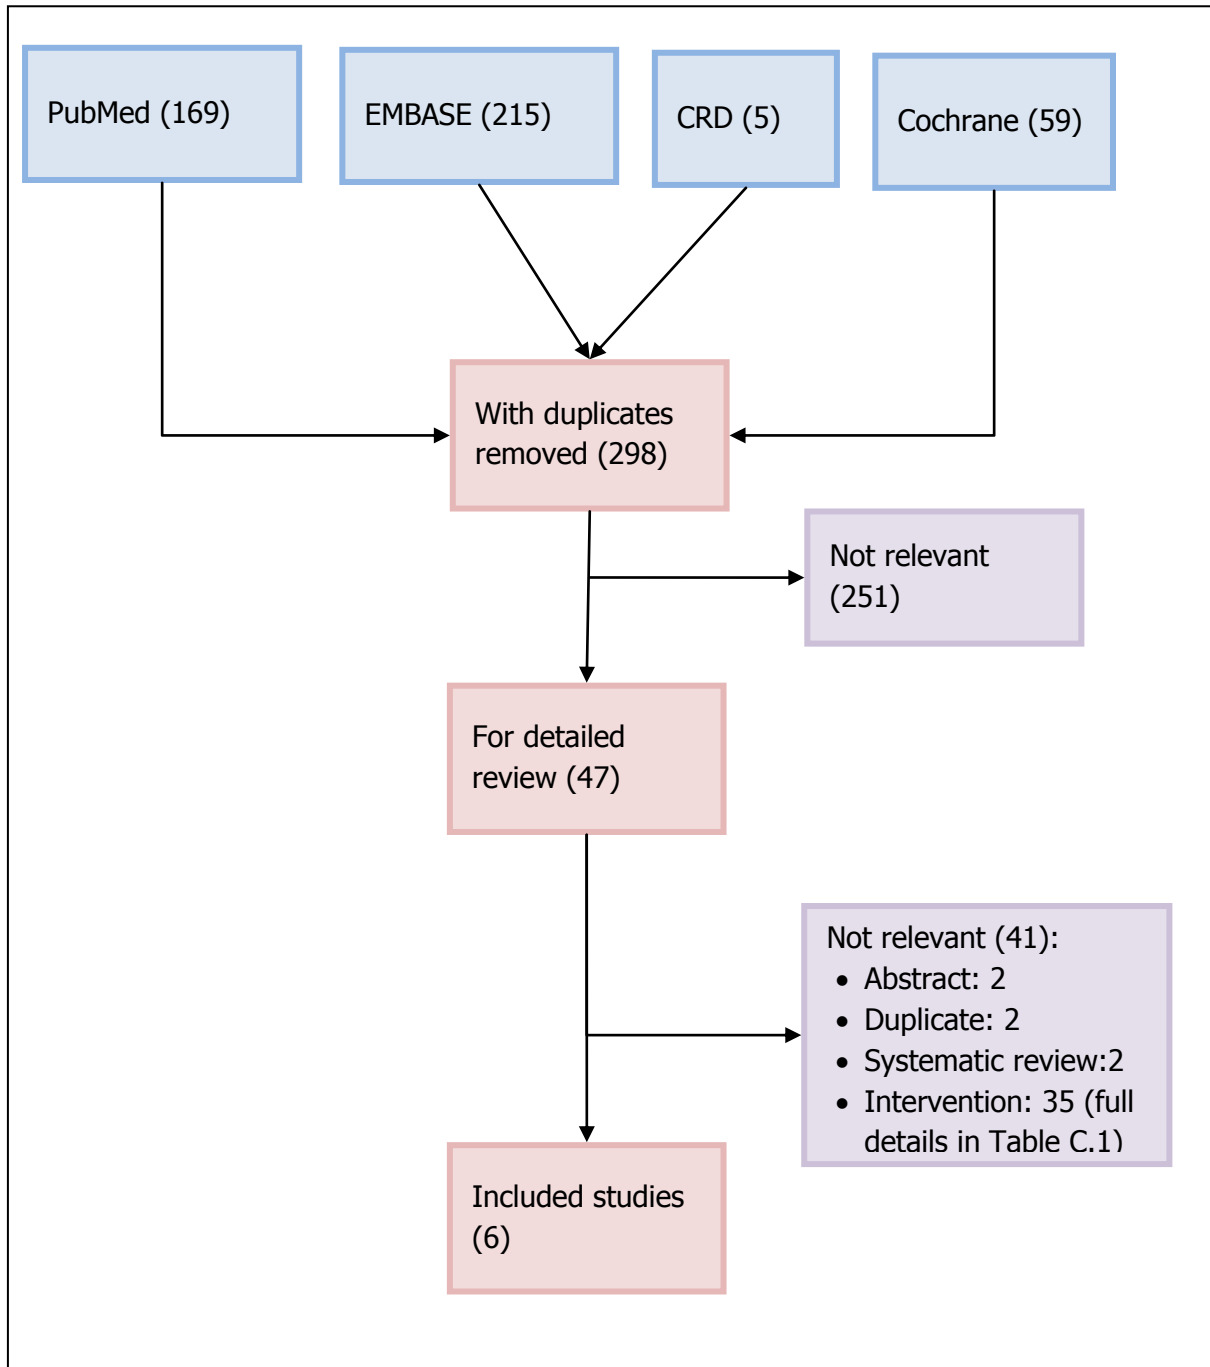 PubMed (169)
EMBASE (215)
CRD (5)
Cochrane (59)
With duplicates
removed (298)
Not relevant
(251)
For detailed
review (47)
Not relevant (41):
• Abstract: 2
• Duplicate: 2
• Systematic review:2
• Intervention: 35 (full
details in Table C.1)
Included studies
(6)